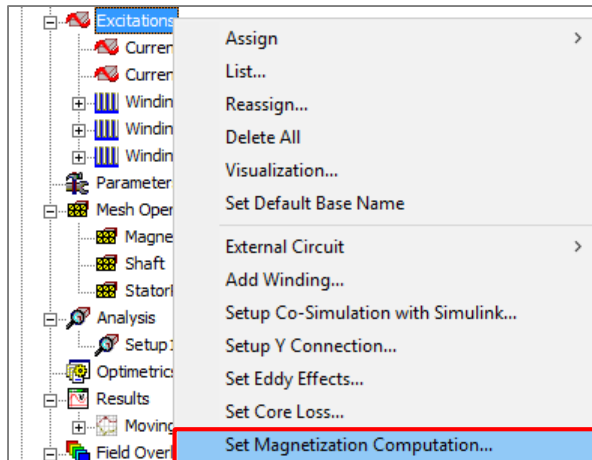 Excitations
Curren
Curren
Windin
Windin
Windin
Parameter
Mesh Oper
Magne
Shaft
Stator
Analysis
Setup1
Optimetrics
Results
Moving
Field Overl
Assign
List...
Reassign...
Delete All
Visualization...
Set Default Base Name
External Circuit
Add Winding...
Setup Co-Simulation with Simulink...
Setup Y Connection...
Set Eddy Effects...
Set Core Loss...
Set Magnetization Computation...